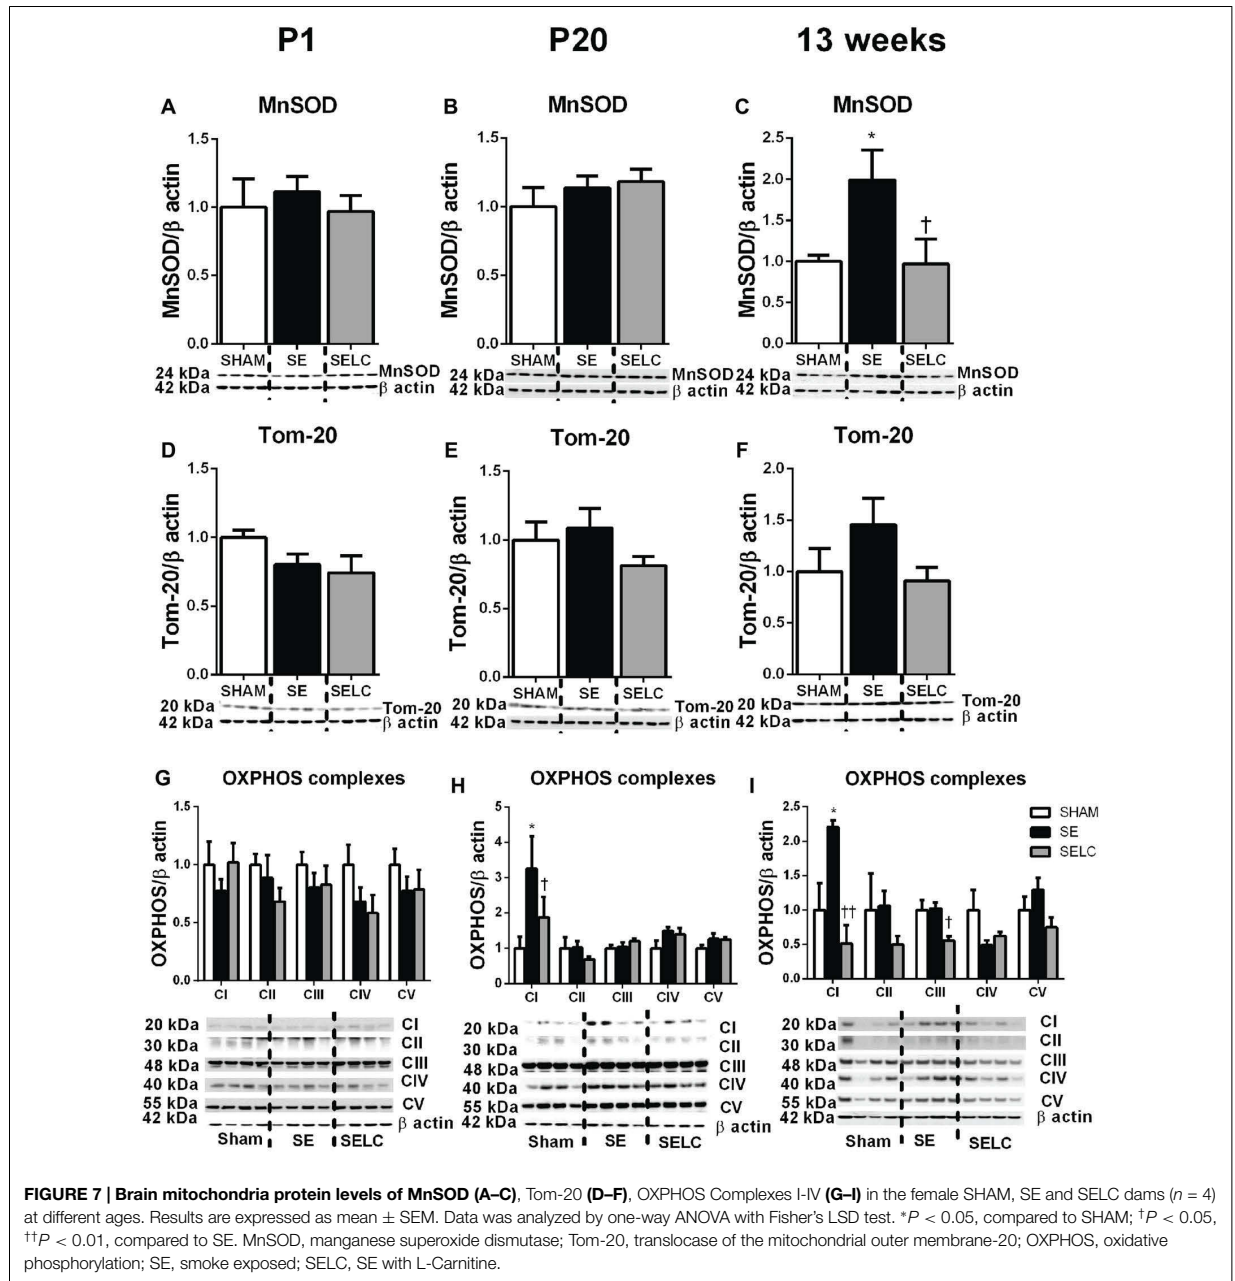 P1 P20 13 weeks
A MnSOD
MnSOD/β actin
1.5
1.0
0.5
0.0
SHAM SE SELC
24 kDa MnSOD
42 kDa β actin
B MnSOD
MnSOD/β actin
1.5
1.0
0.5
0.0
SHAM SE SELC
24 kDa MnSOD
42 kDa β actin
C MnSOD
MnSOD/β actin
2.5
2.0
1.5
1.0
0.5
0.0
*
†
SHAM SE SELC
24 kDa MnSOD
42 kDa β actin
D Tom-20
Tom-20/β actin
1.5
1.0
0.5
0.0
SHAM SE SELC
20 kDa Tom-20
42 kDa β actin
E Tom-20
Tom-20/β actin
1.5
1.0
0.5
0.0
SHAM SE SELC
20 kDa Tom-20
42 kDa β actin
F Tom-20
Tom-20/β actin
2.0
1.5
1.0
0.5
0.0
SHAM SE SELC
20 kDa Tom-20
42 kDa β actin
G OXPHOS complexes
OXPHOS/β actin
1.5
1.0
0.5
0.0
CI CII CIII CIV CV
20 kDa CI
30 kDa CII
48 kDa CIII
40 kDa CIV
55 kDa CV
42 kDa β actin
Sham SE SELC
H OXPHOS complexes
OXPHOS/β actin
5
4
3
2
1
0
*
†
CI CII CIII CIV CV
20 kDa CI
30 kDa CII
48 kDa CIII
40 kDa CIV
55 kDa CV
42 kDa β actin
Sham SE SELC
I OXPHOS complexes
OXPHOS/β actin
2.5
2.0
1.5
1.0
0.5
0.0
*
††
†
SHAM
SE
SELC
CI CII CIII CIV CV
20 kDa CI
30 kDa CII
48 kDa CIII
40 kDa CIV
55 kDa CV
42 kDa β actin
Sham SE SELC
FIGURE 7 | Brain mitochondria protein levels of MnSOD (A–C), Tom-20 (D–F), OXPHOS Complexes I-IV (G–I) in the female SHAM, SE and SELC dams (n = 4)
at different ages. Results are expressed as mean ± SEM. Data was analyzed by one-way ANOVA with Fisher's LSD test. *P < 0.05, compared to SHAM; †P < 0.05,
††P < 0.01, compared to SE. MnSOD, manganese superoxide dismutase; Tom-20, translocase of the mitochondrial outer membrane-20; OXPHOS, oxidative
phosphorylation; SE, smoke exposed; SELC, SE with L-Carnitine.